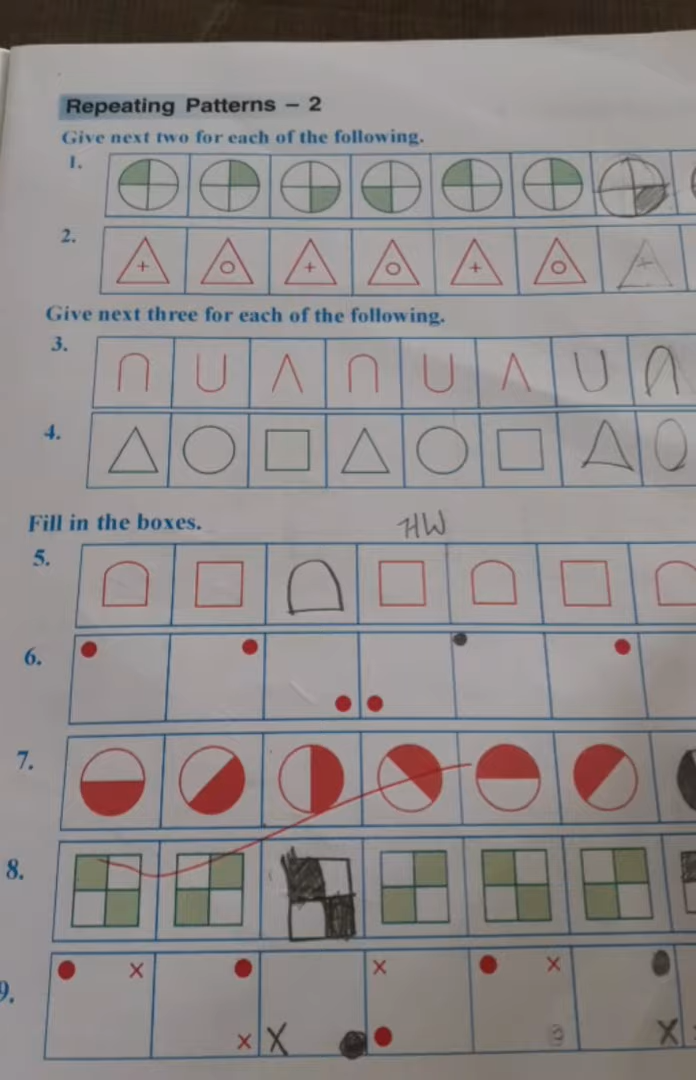 Repeating Patterns – 2
Give next two for each of the following.
1.
2.
Give next three for each of the following.
3.
4.
Fill in the boxes.
HW
5.
6.
7.
8.
9.